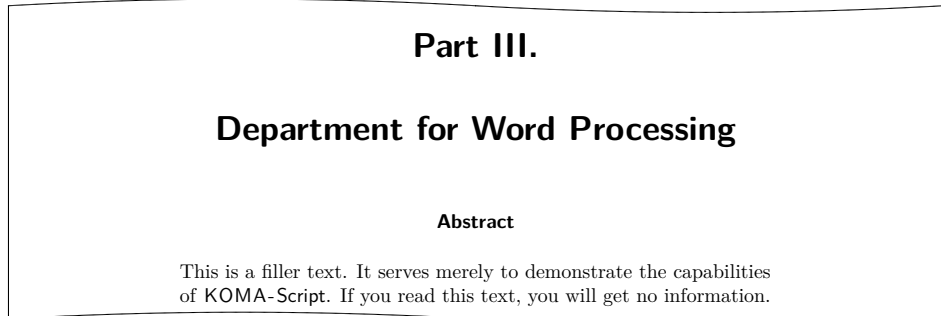 Part III.
Department for Word Processing
Abstract
This is a filler text. It serves merely to demonstrate the capabilities
of KOMA-Script. If you read this text, you will get no information.